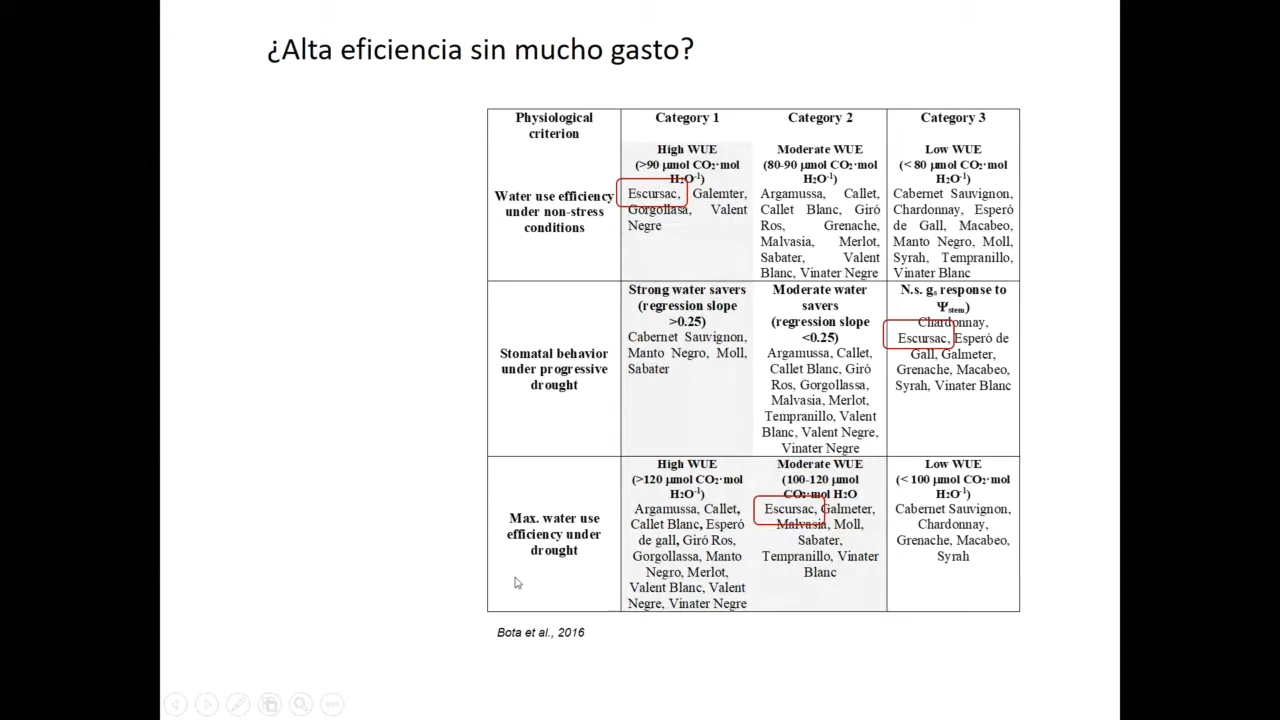 ¿Alta eficiencia sin mucho gasto?
Physiological
criterion
Category 1
Category 2
Category 3
Water use efficiency
under non-stress
conditions
High WUE
(>90 µmol CO₂·mol
H₂O⁻¹)
Escursac, Galemter,
Gorgollasa, Valent
Negre
Moderate WUE
(80-90 µmol CO₂·mol
H₂O⁻¹)
Argamussa, Callet,
Callet Blanc, Giró
Ros, Grenache,
Malvasia, Merlot,
Sabater, Valent
Blanc, Vinater Negre
Low WUE
(< 80 µmol CO₂·mol
H₂O⁻¹)
Cabernet Sauvignon,
Chardonnay, Esperó
de Gall, Macabeo,
Manto Negro, Moll,
Syrah, Tempranillo,
Vinater Blanc
Stomatal behavior
under progressive
drought
Strong water savers
(regression slope
>0.25)
Cabernet Sauvignon,
Manto Negro, Moll,
Sabater
Moderate water
savers
(regression slope
<0.25)
Argamussa, Callet,
Callet Blanc, Giró
Ros, Gorgollassa,
Malvasia, Merlot,
Tempranillo, Valent
Blanc, Valent Negre,
Vinater Negre
N.s. gₛ response to
Ψstem)
Chardonnay,
Escursac, Esperó de
Gall, Galmeter,
Grenache, Macabeo,
Syrah, Vinater Blanc
Max. water use
efficiency under
drought
High WUE
(>120 µmol CO₂·mol
H₂O⁻¹)
Argamussa, Callet,
Callet Blanc, Esperó
de gall, Giró Ros,
Gorgollassa, Manto
Negro, Merlot,
Valent Blanc, Valent
Negre, Vinater Negre
Moderate WUE
(100-120 µmol
CO₂·mol H₂O
Escursac, Galmeter,
Malvasia, Moll,
Sabater,
Tempranillo, Vinater
Blanc
Low WUE
(< 100 µmol CO₂·mol
H₂O⁻¹)
Cabernet Sauvignon,
Chardonnay,
Grenache, Macabeo,
Syrah
Bota et al., 2016